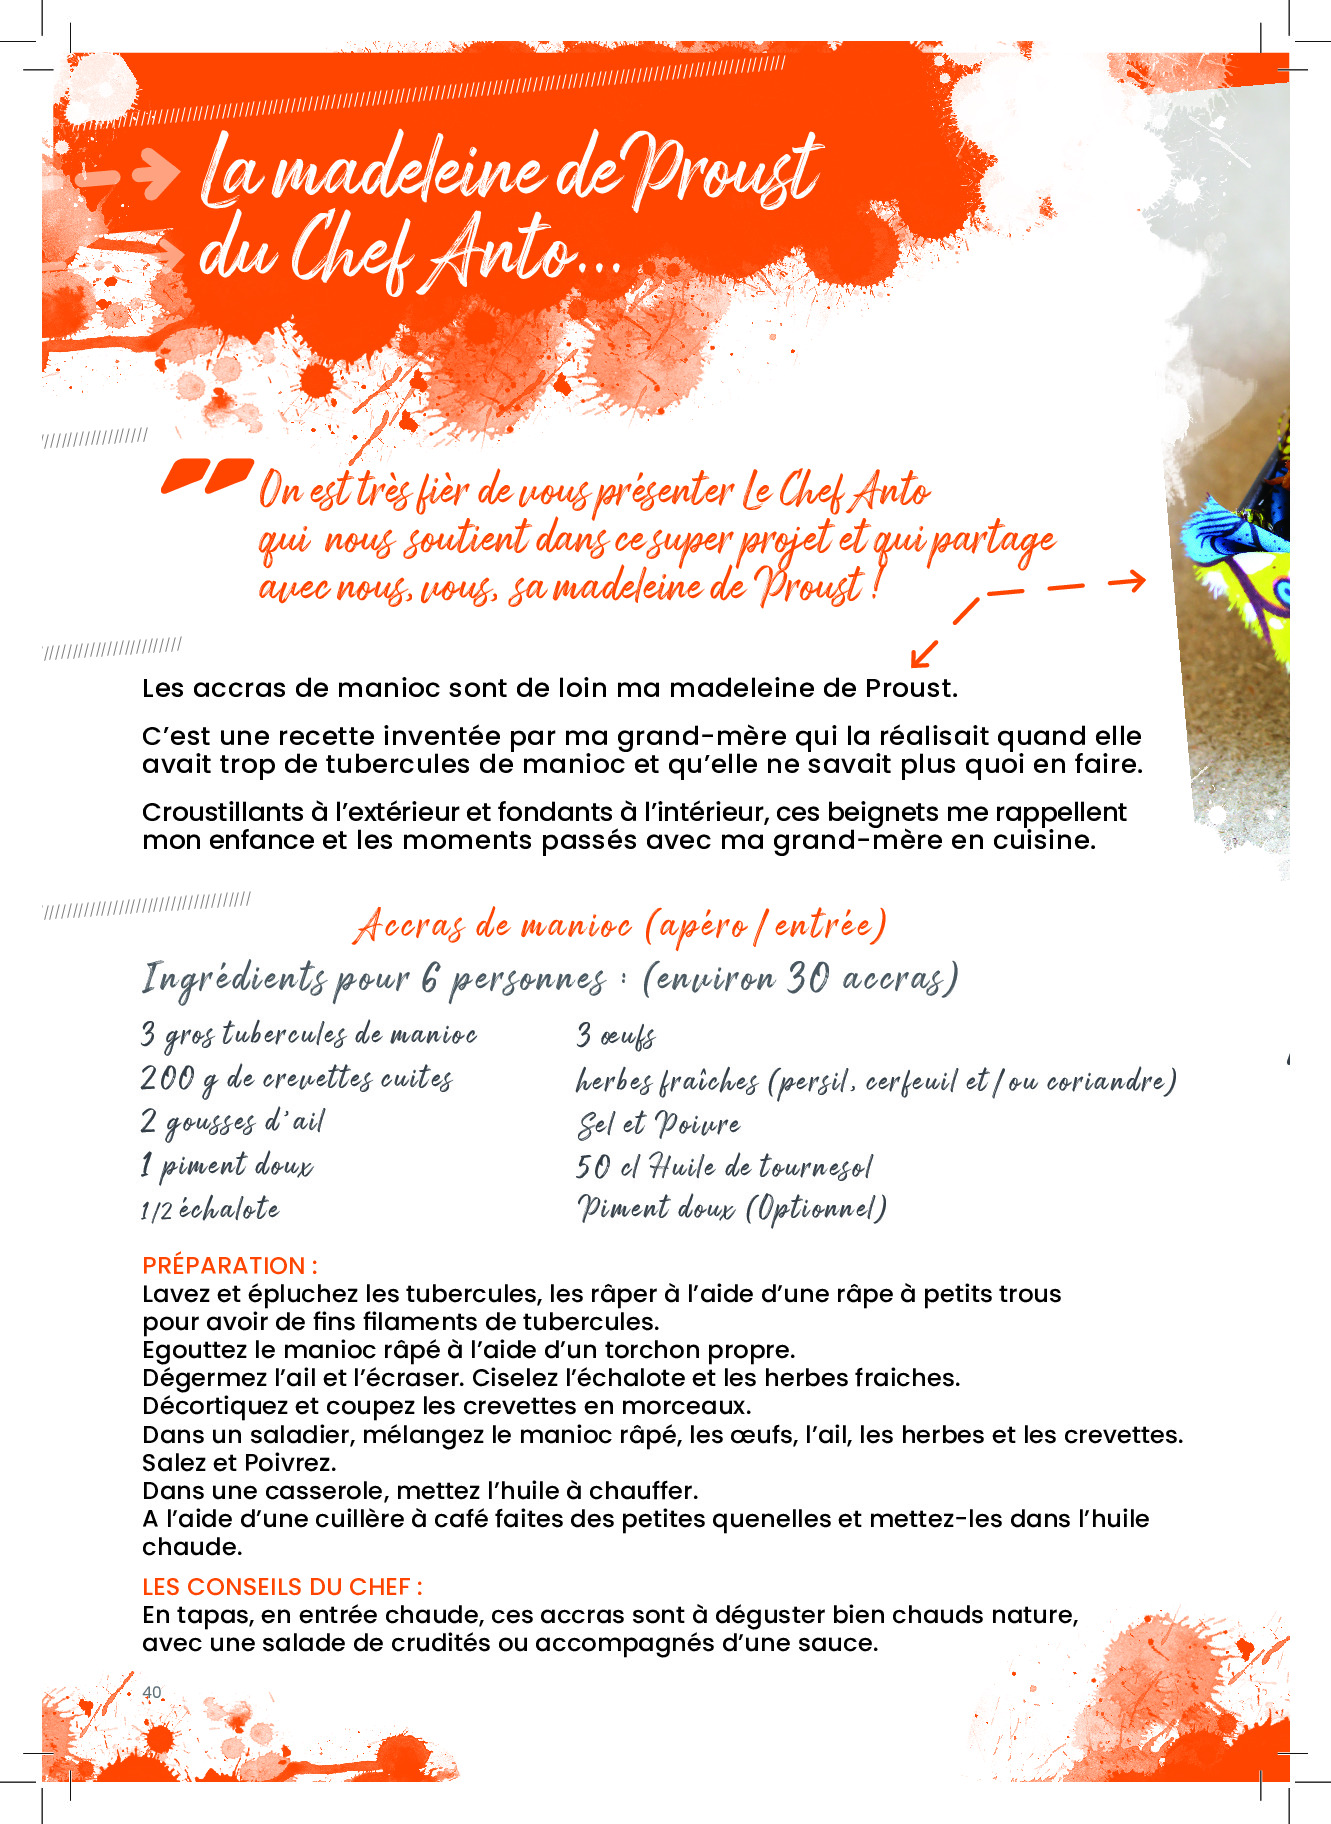 La madeleine de Proust
du Chef Anto...
On est très fièr de vous présenter Le Chef Anto
qui nous soutient dans ce super projet et qui partage
avec nous, vous, sa madeleine de Proust !
Les accras de manioc sont de loin ma madeleine de Proust.
C’est une recette inventée par ma grand-mère qui la réalisait quand elle
avait trop de tubercules de manioc et qu’elle ne savait plus quoi en faire.
Croustillants à l’extérieur et fondants à l’intérieur, ces beignets me rappellent
mon enfance et les moments passés avec ma grand-mère en cuisine.
Accras de manioc (apéro / entrée)
Ingrédients pour 6 personnes : (environ 30 accras)
3 gros tubercules de manioc
200 g de crevettes cuites
2 gousses d’ail
1 piment doux
1/2 échalote
3 œufs
herbes fraîches (persil, cerfeuil et / ou coriandre)
Sel et Poivre
50 cl Huile de tournesol
Piment doux (Optionnel)
PRÉPARATION :
Lavez et épluchez les tubercules, les râper à l’aide d’une râpe à petits trous
pour avoir de fins filaments de tubercules.
Egouttez le manioc râpé à l’aide d’un torchon propre.
Dégermez l’ail et l’écraser. Ciselez l’échalote et les herbes fraiches.
Décortiquez et coupez les crevettes en morceaux.
Dans un saladier, mélangez le manioc râpé, les œufs, l’ail, les herbes et les crevettes.
Salez et Poivrez.
Dans une casserole, mettez l’huile à chauffer.
A l’aide d’une cuillère à café faites des petites quenelles et mettez-les dans l’huile
chaude.
LES CONSEILS DU CHEF :
En tapas, en entrée chaude, ces accras sont à déguster bien chauds nature,
avec une salade de crudités ou accompagnés d’une sauce.
40